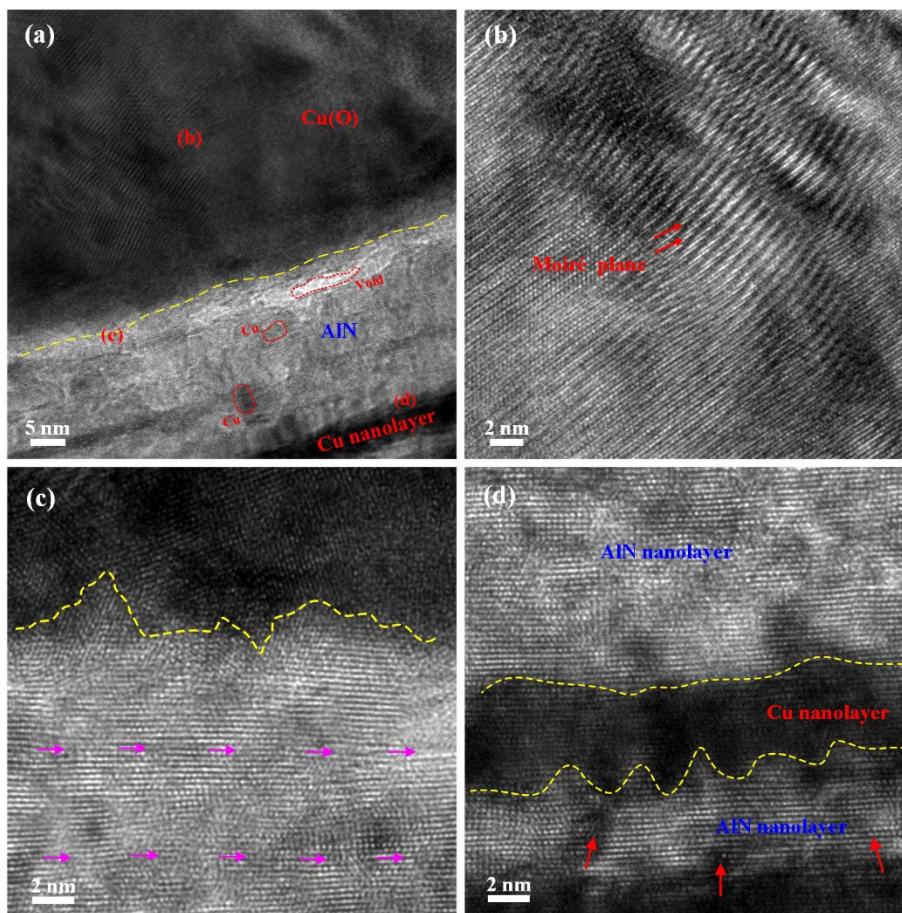 (a)
Cu(O)
(b)
Void
(c)
Cu
AlN
Cu
(d)
Cu nanolayer
5 nm
(b)
Moiré plane
2 nm
(c)
2 nm
(d)
AlN nanolayer
Cu nanolayer
AlN nanolayer
2 nm